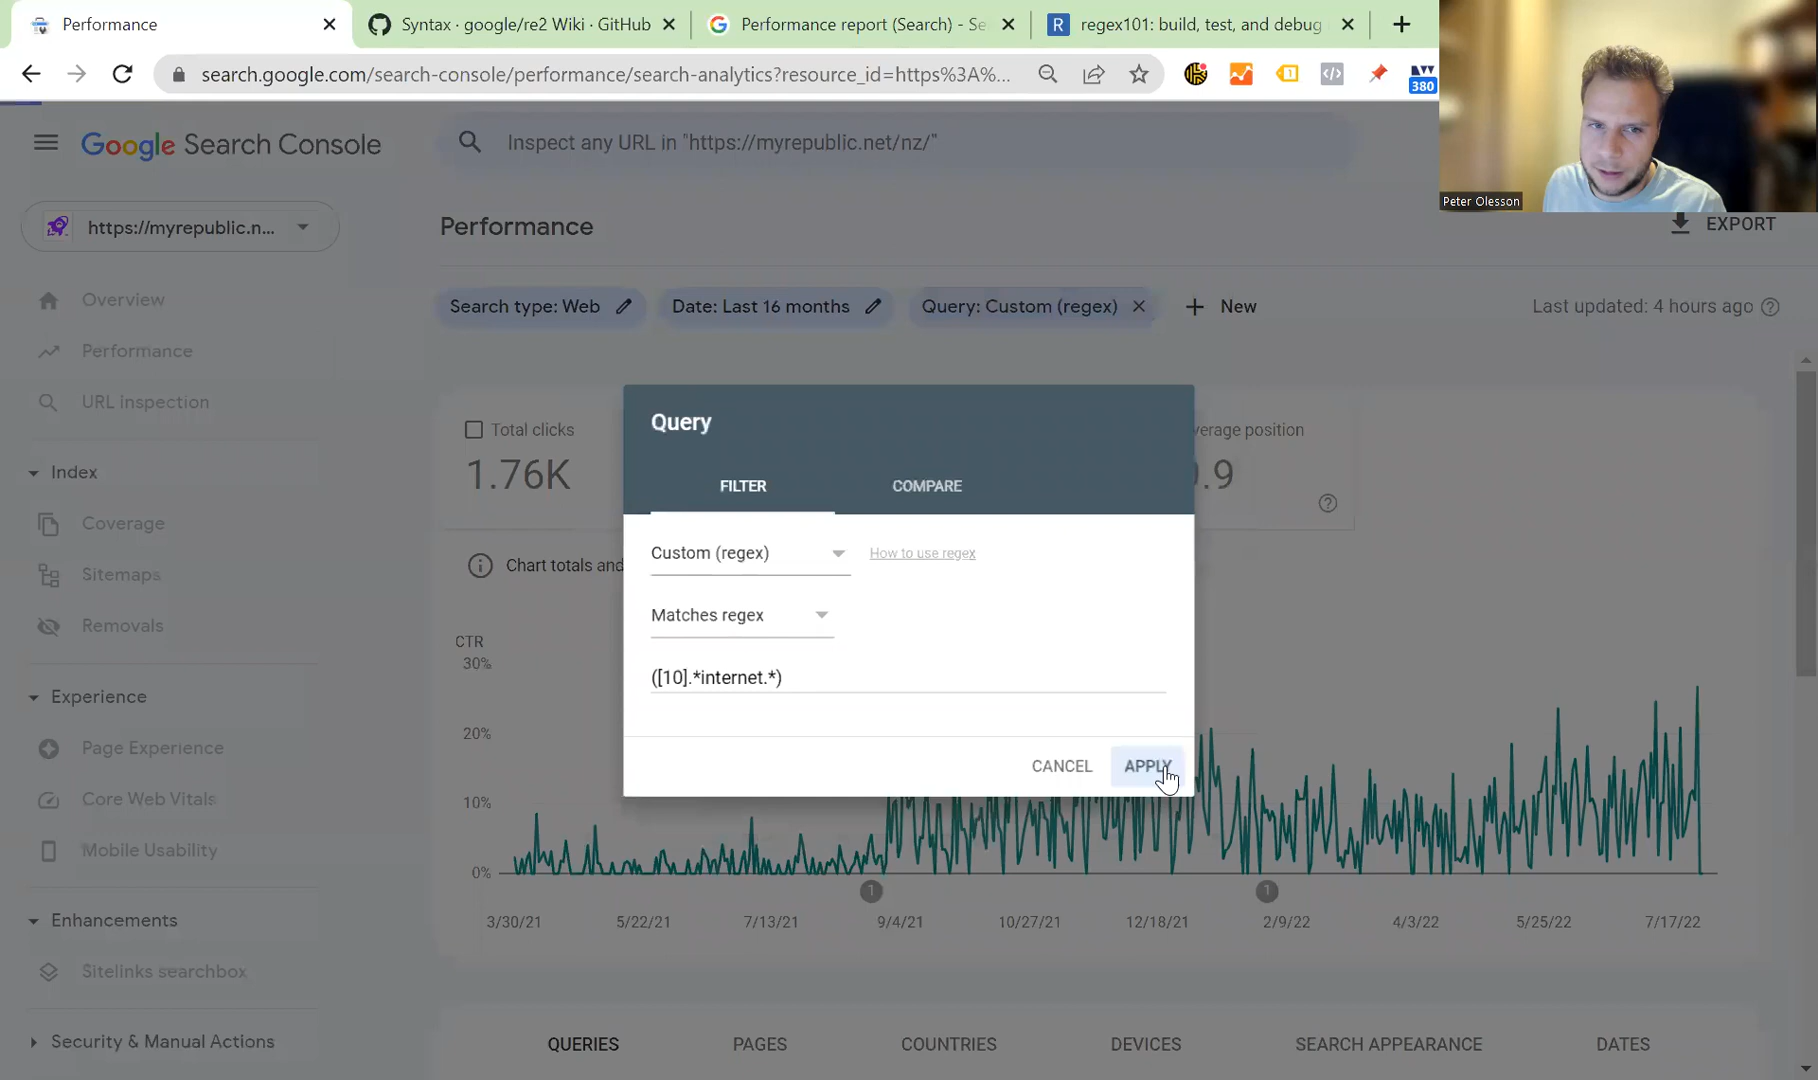 Performance
Syntax · google/re2 Wiki · GitHub
Performance report (Search) - Se
regex101: build, test, and debug
search.google.com/search-console/performance/search-analytics?resource_id=https%3A%...
380
Peter Olesson
Google Search Console
Inspect any URL in "https://myrepublic.net/nz/"
https://myrepublic.n...
Performance
EXPORT
Search type: Web
Date: Last 16 months
Query: Custom (regex)
New
Last updated: 4 hours ago
Overview
Performance
URL inspection
Index
Coverage
Sitemaps
Removals
Experience
Page Experience
Core Web Vitals
Mobile Usability
Enhancements
Sitelinks searchbox
Security & Manual Actions
Total clicks
1.76K
verage position
.9
Chart totals and
Query
FILTER
COMPARE
Custom (regex)
How to use regex
Matches regex
([10].*internet.*)
CANCEL
APPLY
CTR
30%
20%
10%
0%
1
1
3/30/21
5/22/21
7/13/21
9/4/21
10/27/21
12/18/21
2/9/22
4/3/22
5/25/22
7/17/22
QUERIES
PAGES
COUNTRIES
DEVICES
SEARCH APPEARANCE
DATES